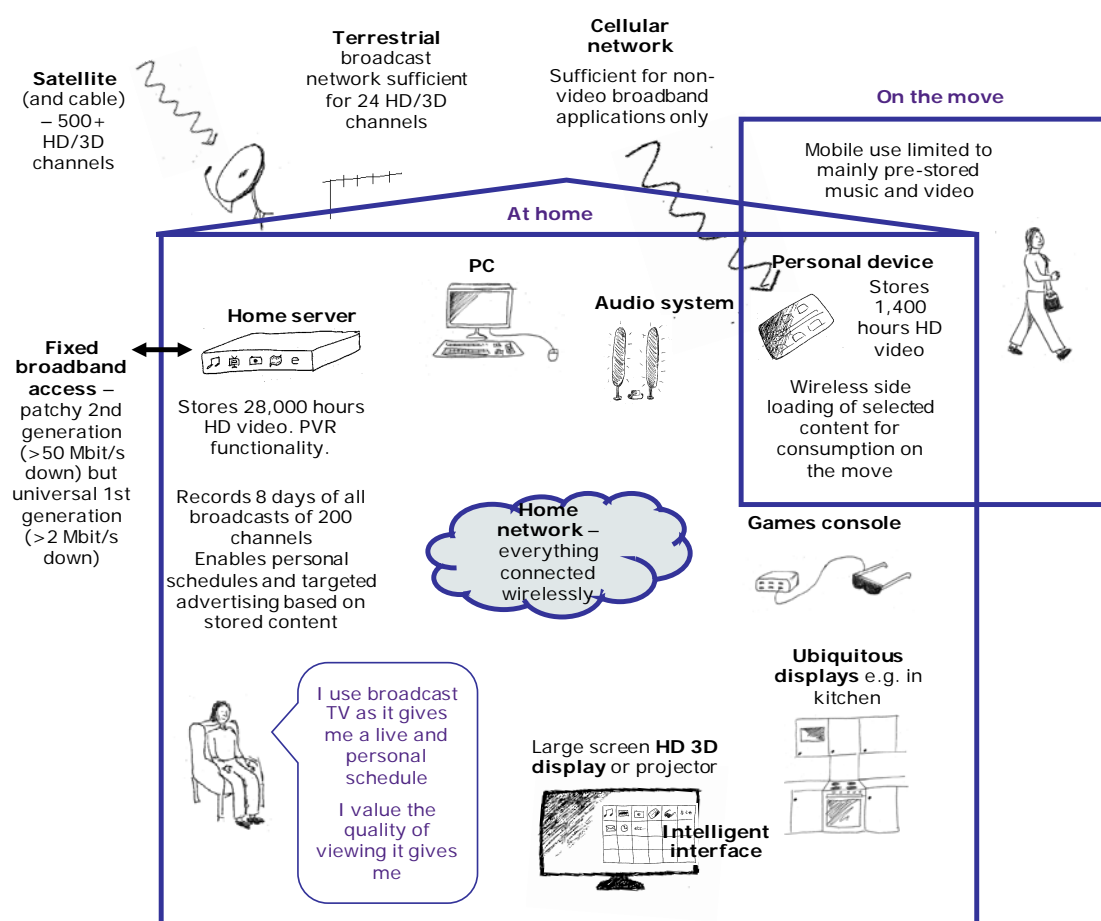 Satellite
(and cable)
– 500+
HD/3D
channels
Terrestrial
broadcast
network sufficient
for 24 HD/3D
channels
Cellular
network
Sufficient for non-
video broadband
applications only
On the move
Mobile use limited to
mainly pre-stored
music and video
At home
Personal device
Stores
1,400
hours HD
video
Wireless side
loading of selected
content for
consumption on
the move
PC
Audio system
Home server
Stores 28,000 hours
HD video. PVR
functionality.
Records 8 days of all
broadcasts of 200
channels
Enables personal
schedules and targeted
advertising based on
stored content
Fixed
broadband
access –
patchy 2nd
generation
(>50 Mbit/s
down) but
universal 1st
generation
(>2 Mbit/s
down)
Home
network –
everything
connected
wirelessly
Games console
Ubiquitous
displays e.g. in
kitchen
I use broadcast
TV as it gives
me a live and
personal
schedule
I value the
quality of
viewing it gives
me
Large screen HD 3D
display or projector
Intelligent
interface